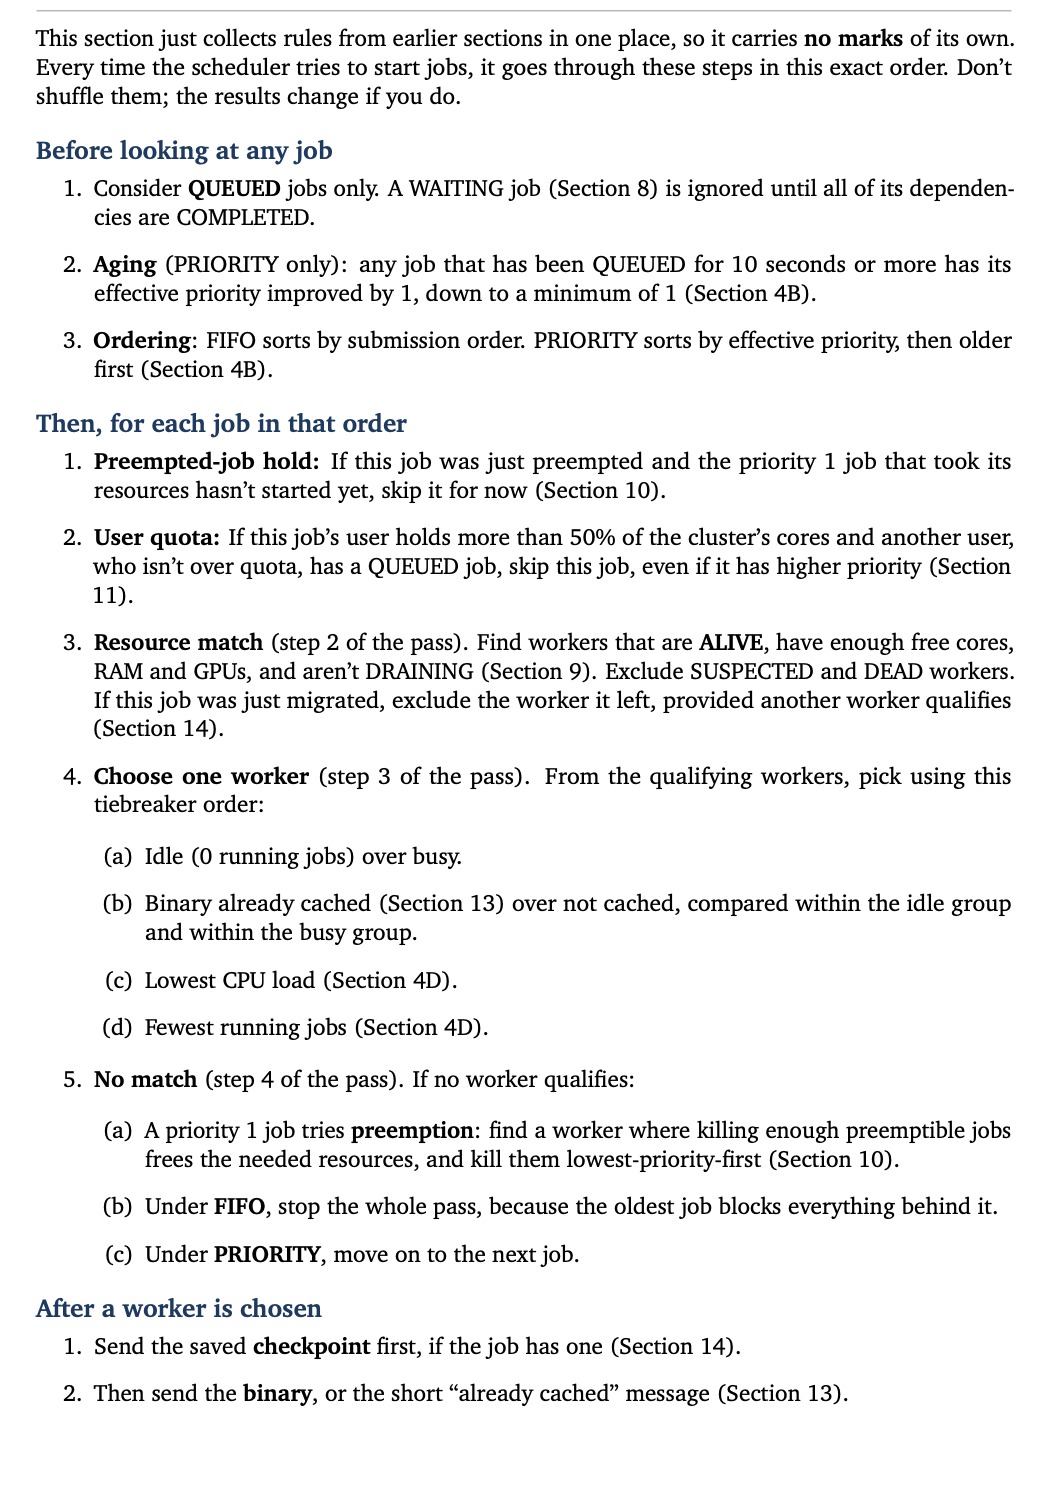 This section just collects rules from earlier sections in one place, so it carries no marks of its own.
Every time the scheduler tries to start jobs, it goes through these steps in this exact order. Don’t
shuffle them; the results change if you do.
Before looking at any job
1. Consider QUEUED jobs only. A WAITING job (Section 8) is ignored until all of its dependen-
cies are COMPLETED.
2. Aging (PRIORITY only): any job that has been QUEUED for 10 seconds or more has its
effective priority improved by 1, down to a minimum of 1 (Section 4B).
3. Ordering: FIFO sorts by submission order. PRIORITY sorts by effective priority, then older
first (Section 4B).
Then, for each job in that order
1. Preempted-job hold: If this job was just preempted and the priority 1 job that took its
resources hasn’t started yet, skip it for now (Section 10).
2. User quota: If this job’s user holds more than 50% of the cluster’s cores and another user,
who isn’t over quota, has a QUEUED job, skip this job, even if it has higher priority (Section
11).
3. Resource match (step 2 of the pass). Find workers that are ALIVE, have enough free cores,
RAM and GPUs, and aren’t DRAINING (Section 9). Exclude SUSPECTED and DEAD workers.
If this job was just migrated, exclude the worker it left, provided another worker qualifies
(Section 14).
4. Choose one worker (step 3 of the pass). From the qualifying workers, pick using this
tiebreaker order:
(a) Idle (0 running jobs) over busy.
(b) Binary already cached (Section 13) over not cached, compared within the idle group
and within the busy group.
(c) Lowest CPU load (Section 4D).
(d) Fewest running jobs (Section 4D).
5. No match (step 4 of the pass). If no worker qualifies:
(a) A priority 1 job tries preemption: find a worker where killing enough preemptible jobs
frees the needed resources, and kill them lowest-priority-first (Section 10).
(b) Under FIFO, stop the whole pass, because the oldest job blocks everything behind it.
(c) Under PRIORITY, move on to the next job.
After a worker is chosen
1. Send the saved checkpoint first, if the job has one (Section 14).
2. Then send the binary, or the short “already cached” message (Section 13).